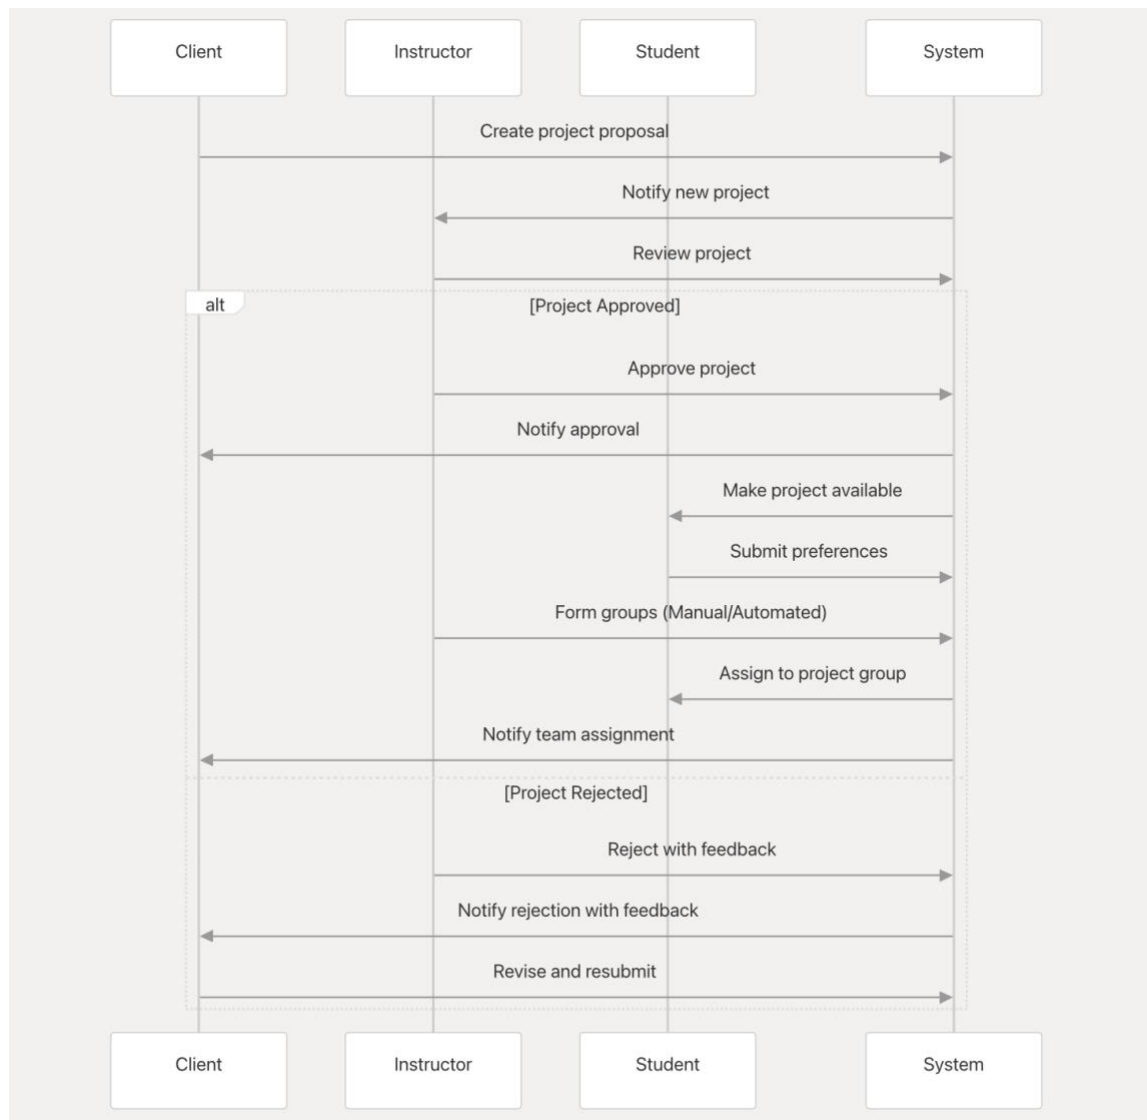 Client
Instructor
Student
System
Create project proposal
Notify new project
Review project
alt
[Project Approved]
Approve project
Notify approval
Make project available
Submit preferences
Form groups (Manual/Automated)
Assign to project group
Notify team assignment
[Project Rejected]
Reject with feedback
Notify rejection with feedback
Revise and resubmit
Client
Instructor
Student
System